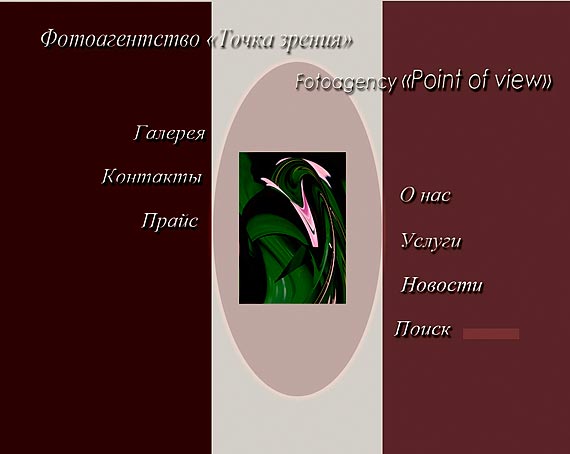 Фотоагентство «Точка зрения»
Fotoagency «Point of view»
Галерея
Контакты
Прайс
О нас
Услуги
Новости
Поиск